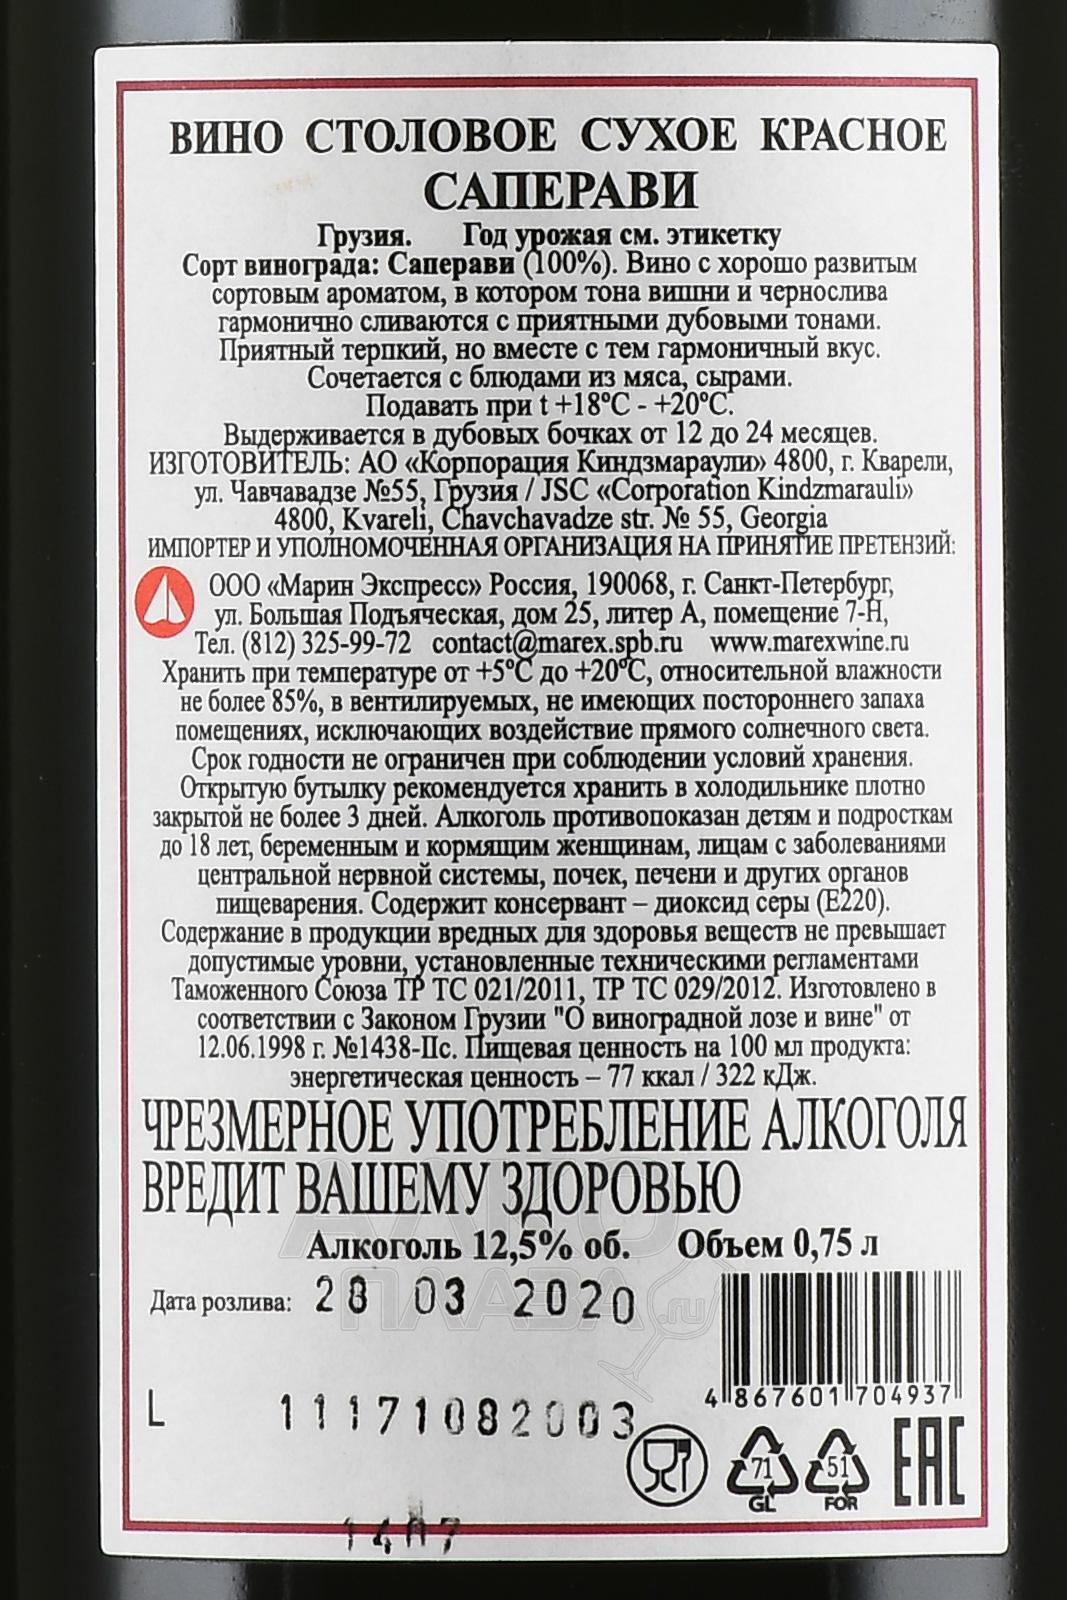 ВИНО СТОЛОВОЕ СУХОЕ КРАСНОЕ
САПЕРАВИ
Грузия. Год урожая см. этикетку
Сорт винограда: Саперави (100%). Вино с хорошо развитым
сортовым ароматом, в котором тона вишни и чернослива
гармонично сливаются с приятными дубовыми тонами.
Приятный терпкий, но вместе с тем гармоничный вкус.
Сочетается с блюдами из мяса, сырами.
Подавать при t +18°C - +20°C.
Выдерживается в дубовых бочках от 12 до 24 месяцев.
ИЗГОТОВИТЕЛЬ: АО «Корпорация Киндзмараули» 4800, г. Кварели,
ул. Чавчавадзе №55, Грузия / JSC «Corporation Kindzmarauli»
4800, Kvareli, Chavchavadze str. № 55, Georgia
ИМПОРТЕР И УПОЛНОМОЧЕННАЯ ОРГАНИЗАЦИЯ НА ПРИНЯТИЕ ПРЕТЕНЗИЙ:
ООО «Марин Экспресс» Россия, 190068, г. Санкт-Петербург,
ул. Большая Подъяческая, дом 25, литер А, помещение 7-Н,
Тел. (812) 325-99-72 contact@marex.spb.ru www.marexwine.ru
Хранить при температуре от +5°C до +20°C, относительной влажности
не более 85%, в вентилируемых, не имеющих постороннего запаха
помещениях, исключающих воздействие прямого солнечного света.
Срок годности не ограничен при соблюдении условий хранения.
Открытую бутылку рекомендуется хранить в холодильнике плотно
закрытой не более 3 дней. Алкоголь противопоказан детям и подросткам
до 18 лет, беременным и кормящим женщинам, лицам с заболеваниями
центральной нервной системы, почек, печени и других органов
пищеварения. Содержит консервант – диоксид серы (Е220).
Содержание в продукции вредных для здоровья веществ не превышает
допустимые уровни, установленные техническими регламентами
Таможенного Союза ТР ТС 021/2011, ТР ТС 029/2012. Изготовлено в
соответствии с Законом Грузии "О виноградной лозе и вине" от
12.06.1998 г. №1438-IIс. Пищевая ценность на 100 мл продукта:
энергетическая ценность – 77 ккал / 322 кДж.
ЧРЕЗМЕРНОЕ УПОТРЕБЛЕНИЕ АЛКОГОЛЯ
ВРЕДИТ ВАШЕМУ ЗДОРОВЬЮ
Алкоголь 12,5% об. Объем 0,75 л
АЛКО
ПЛАЗА.ru
Дата розлива: 28 03 2020
4 867601 704937
L 11171082003
71
GL
51
FOR
EAC
1407